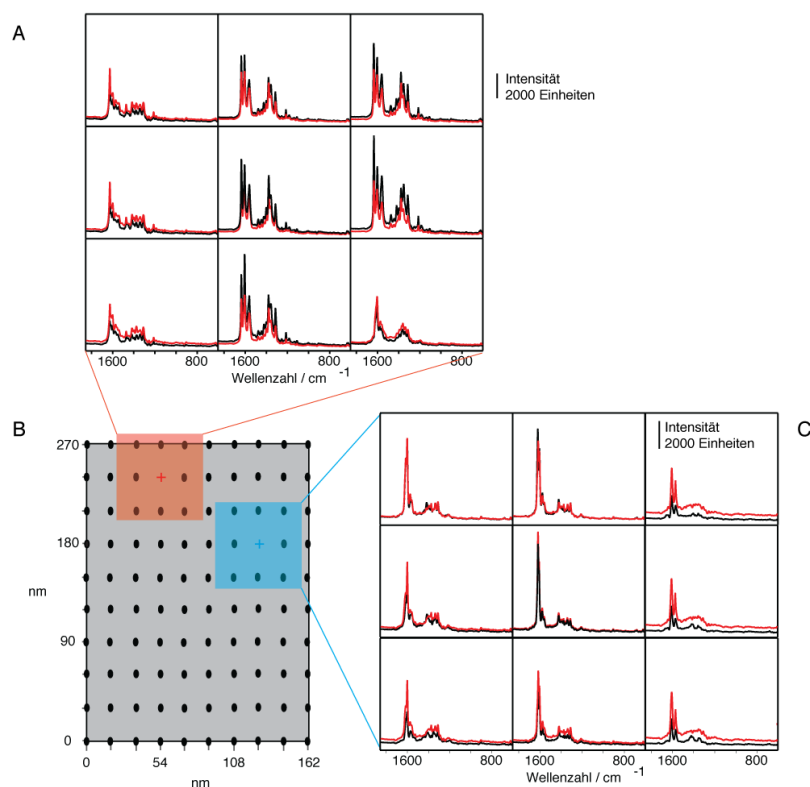 A
Intensität
2000 Einheiten
1600 800 1600 800 1600 800
Wellenzahl / cm -1
B
C
270
180
nm
90
0
0 54 108 162
nm
Intensität
2000 Einheiten
1600 800 1600 800 1600 800
Wellenzahl / cm -1